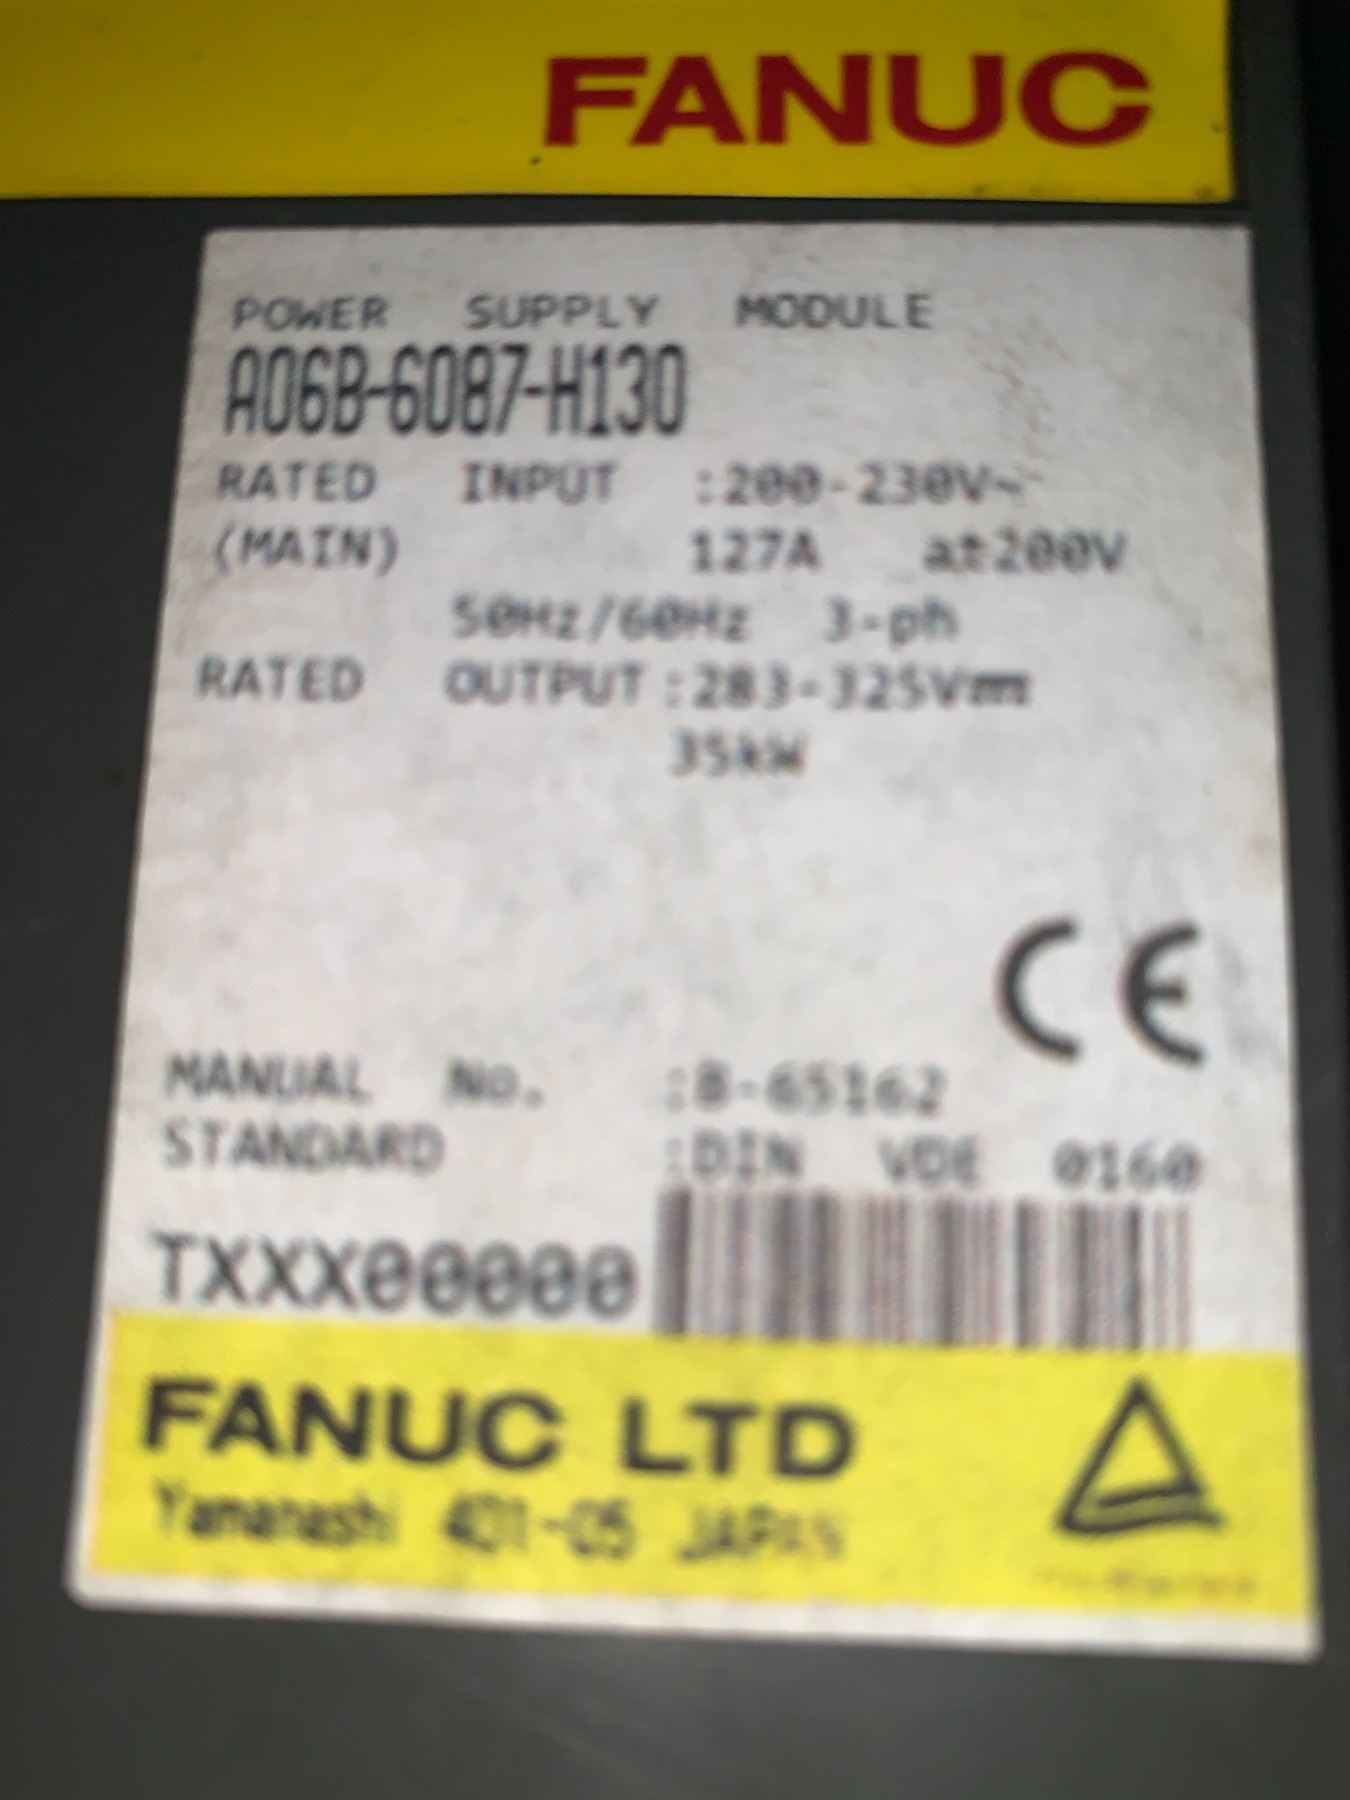 FANUC
POWER SUPPLY MODULE
A06B-6087-H130
RATED INPUT :200-230V~
(MAIN) 127A at200V
50Hz/60Hz 3-ph
RATED OUTPUT :283-325V⎓
35kW
CE
MANUAL No. :B-65162
STANDARD :DIN VDE 0160
TXXX00000
FANUC LTD
Yamanashi 401-05 JAPAN